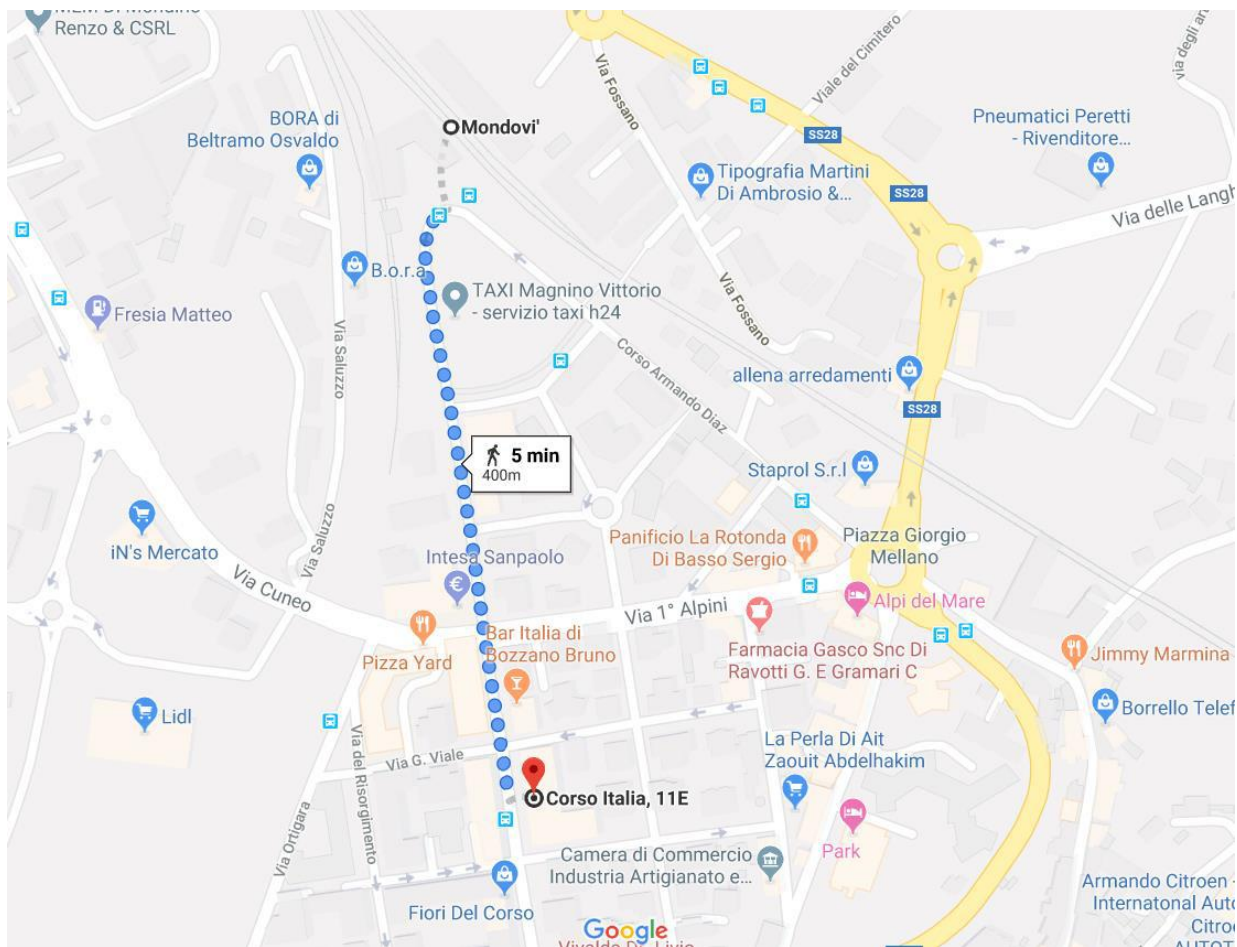 MEM DI Mondino
Renzo & CSRL
Via Fossano
Viale del Cimitero
BORA di
Beltramo Osvaldo
Mondovi'
SS28
Pneumatici Peretti
- Rivenditore...
Tipografia Martini
Di Ambrosio &...
SS28
Via delle Langh
B.o.r.a
TAXI Magnino Vittorio
- servizio taxi h24
Fresia Matteo
Via Saluzzo
Via Fossano
Corso Armando Diaz
allena arredamenti
SS28
5 min
400m
Staprol S.r.l
iN's Mercato
Via Saluzzo
Panificio La Rotonda
Di Basso Sergio
Piazza Giorgio
Mellano
Intesa Sanpaolo
€
Via Cuneo
Via 1° Alpini
Alpi del Mare
Pizza Yard
Bar Italia di
Bozzano Bruno
Farmacia Gasco Snc Di
Ravotti G. E Gramari C
Jimmy Marmina
Lidl
Borrello Telef
Via G. Viale
La Perla Di Ait
Zaouit Abdelhakim
Via del Risorgimento
Corso Italia, 11E
Via Ortigara
Park
Camera di Commercio
Industria Artigianato e...
Fiori Del Corso
Armando Citroen -
Internatonal Auto
Citroe
Google